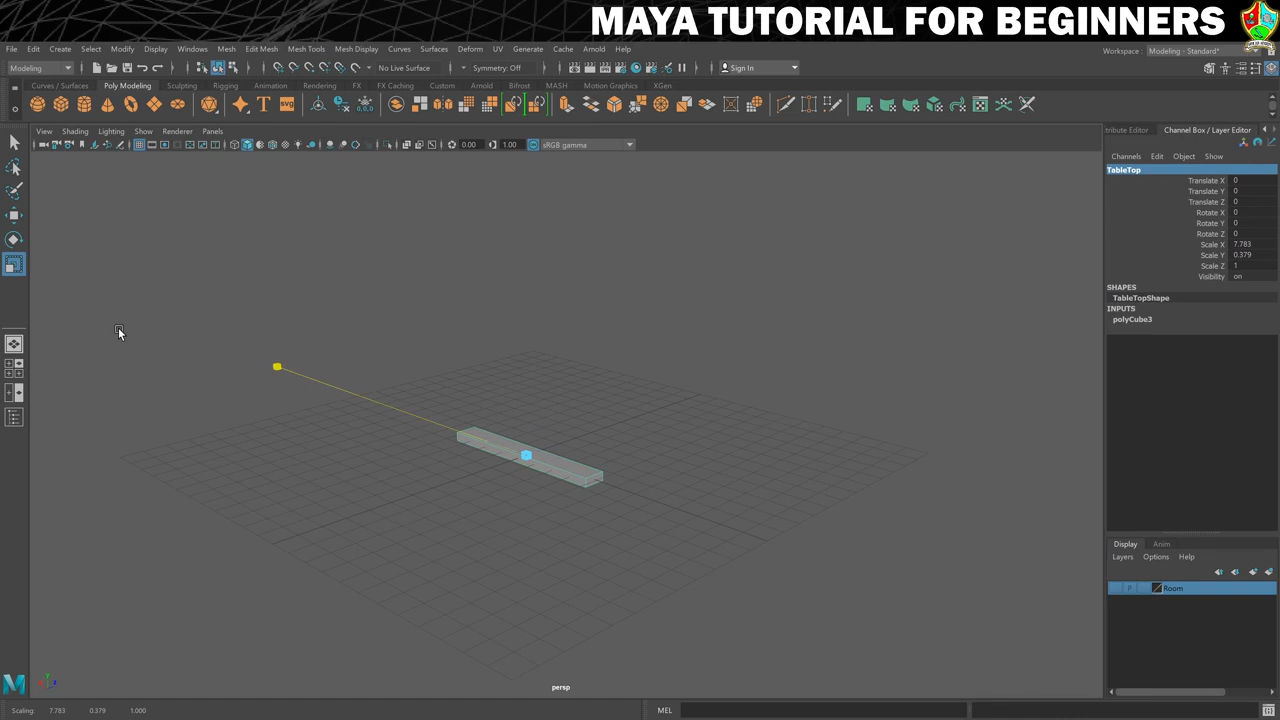 MAYA TUTORIAL FOR BEGINNERS
File Edit Create Select Modify Display Windows Mesh Edit Mesh Mesh Tools Mesh Display Curves Surfaces Deform UV Generate Cache Arnold Help
Workspace : Modeling - Standard*
Modeling No Live Surface Symmetry: Off Sign In
Curves / Surfaces Poly Modeling Sculpting Rigging Animation Rendering FX FX Caching Custom Arnold Bifrost MASH Motion Graphics XGen
View Shading Lighting Show Renderer Panels
0.00 1.00 sRGB gamma
tribute Editor Channel Box / Layer Editor
Channels Edit Object Show
TableTop
Translate X 0
Translate Y 0
Translate Z 0
Rotate X 0
Rotate Y 0
Rotate Z 0
Scale X 7.783
Scale Y 0.379
Scale Z 1
Visibility on
SHAPES
TableTopShape
INPUTS
polyCube3
Display Anim
Layers Options Help
P Room
persp
Scaling: 7.783 0.379 1.000
MEL